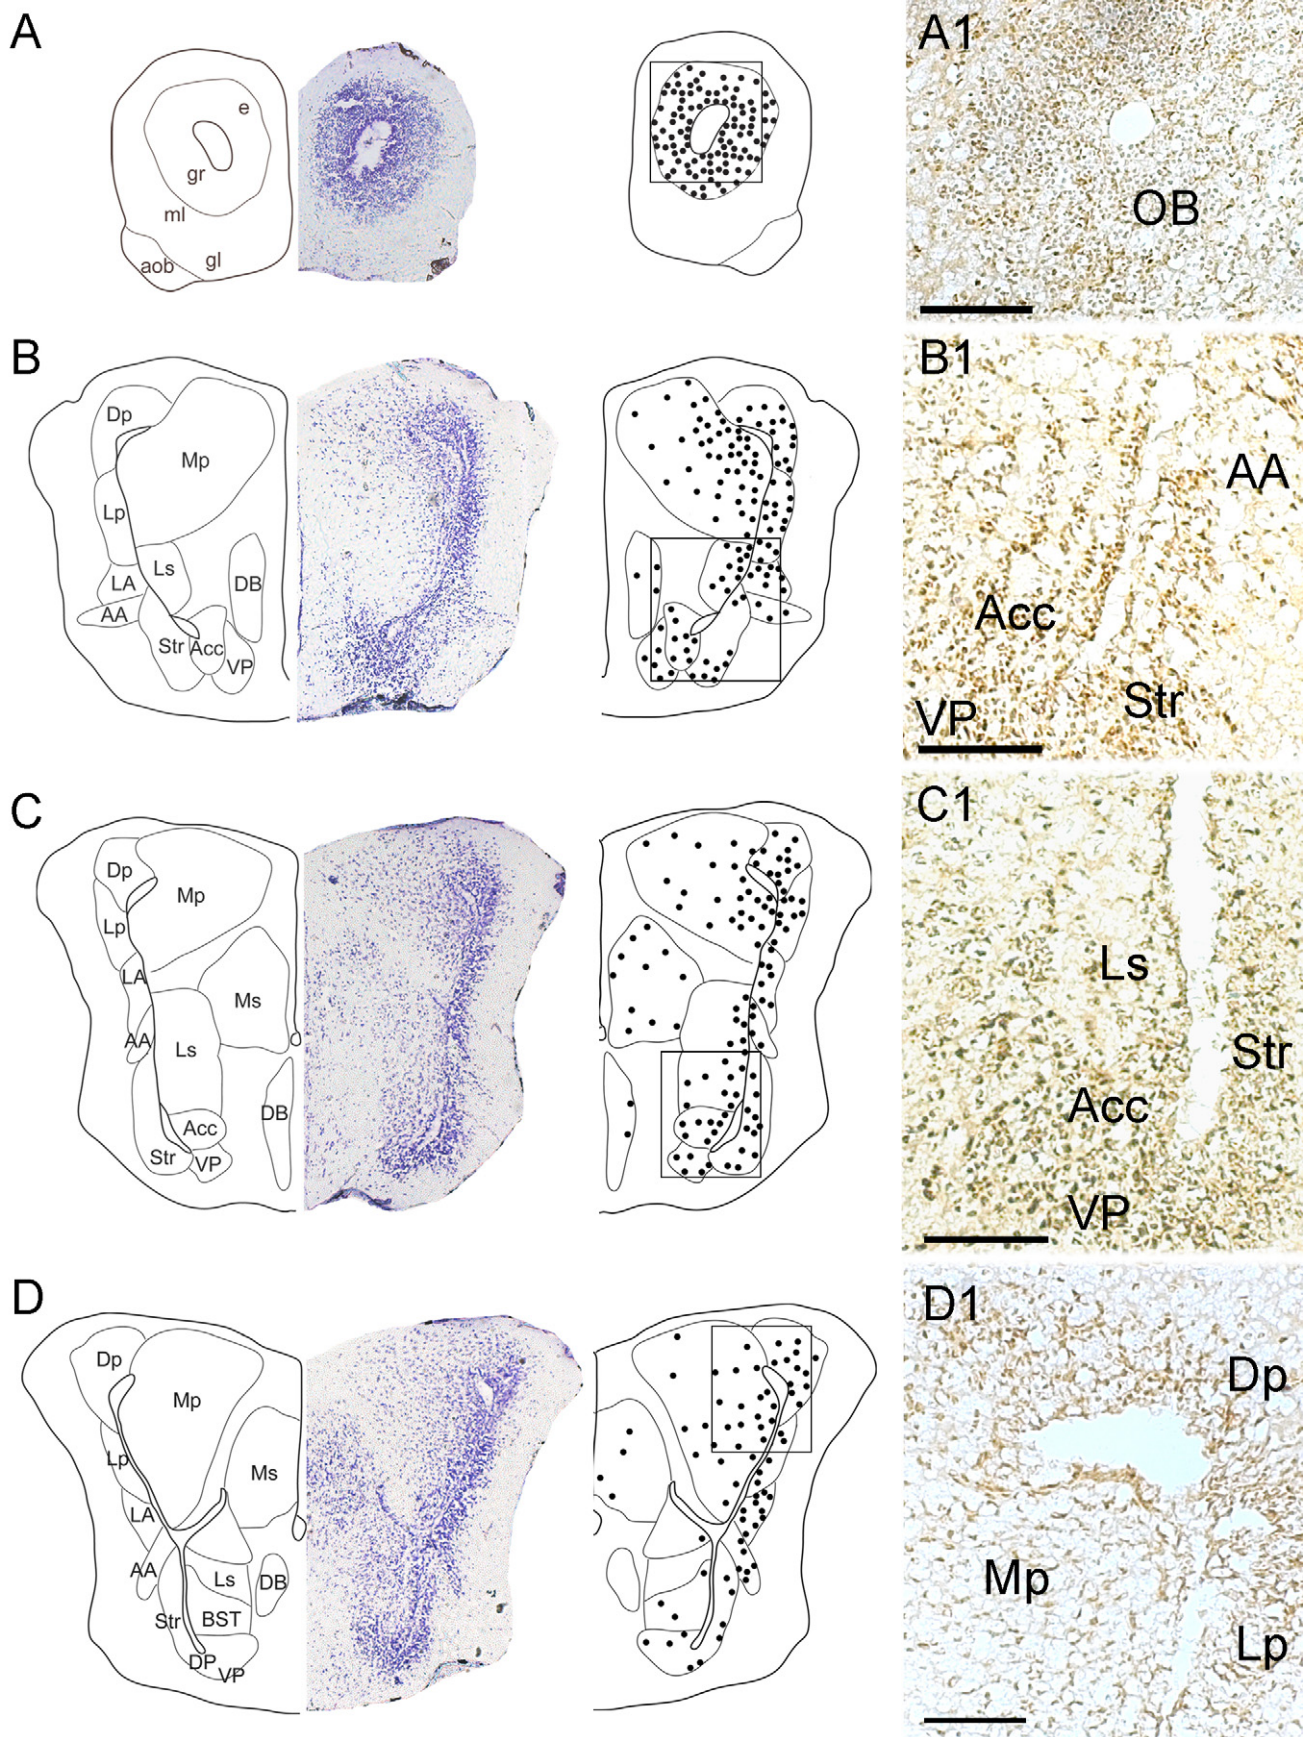 A
e
gr
ml
aob
gl
A1
OB
B
Dp
Mp
Lp
Ls
LA
DB
AA
Str
Acc
VP
B1
AA
Acc
VP
Str
C
Dp
Mp
Lp
LA
Ms
AA
Ls
DB
Acc
Str
VP
C1
Ls
Str
Acc
VP
D
Dp
Mp
Lp
Ms
LA
AA
Ls
DB
Str
BST
DP
VP
D1
Dp
Mp
Lp